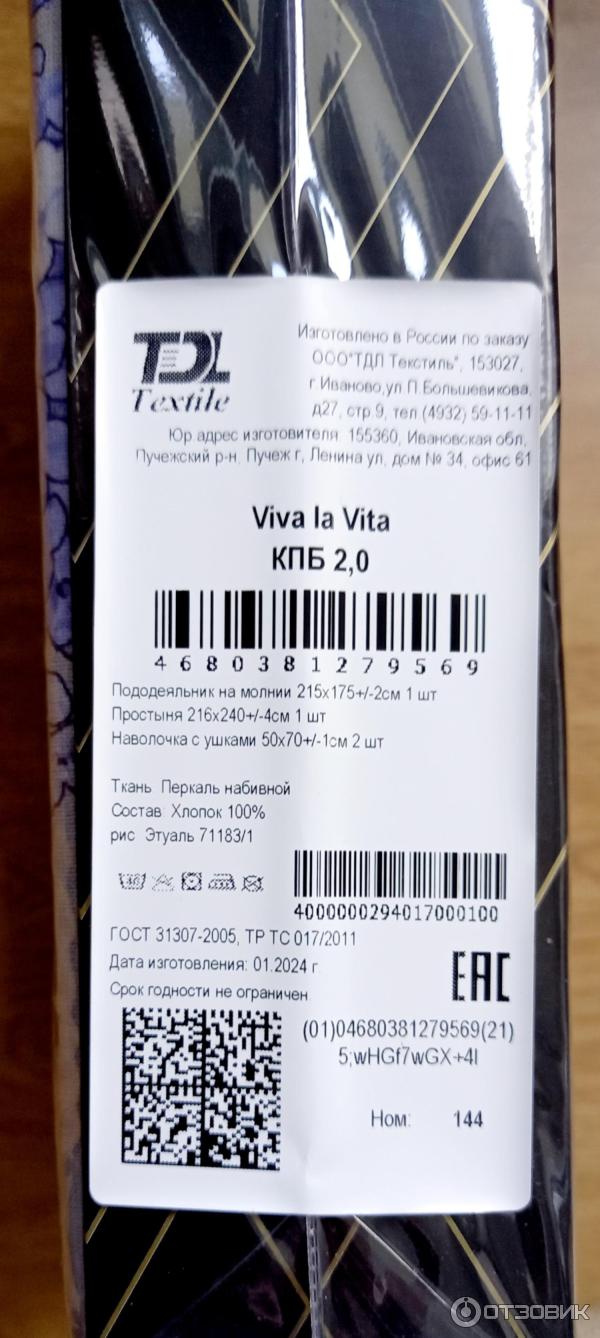 TDL
Textile
Изготовлено в России по заказу
ООО"ТДЛ Текстиль", 153027,
г.Иваново,ул П.Большевикова,
д27, стр.9, тел (4932) 59-11-11
Юр адрес изготовителя 155360, Ивановская обл,
Пучежский р-н, Пучеж г, Ленина ул, дом № 34, офис 61
Viva la Vita
КПБ 2,0
4680381279569
Пододеяльник на молнии 215x175+/-2см 1 шт
Простыня 216x240+/-4см 1 шт
Наволочка с ушками 50x70+/-1см 2 шт
Ткань Перкаль набивной
Состав: Хлопок 100%
рис Этуаль 71183/1
4000000294017000100
ГОСТ 31307-2005, ТР ТС 017/2011
Дата изготовления: 01.2024 г.
Срок годности не ограничен
EAC
(01)04680381279569(21)
5;wHGf7wGX+4I
Ном: 144
ОТЗОВИК